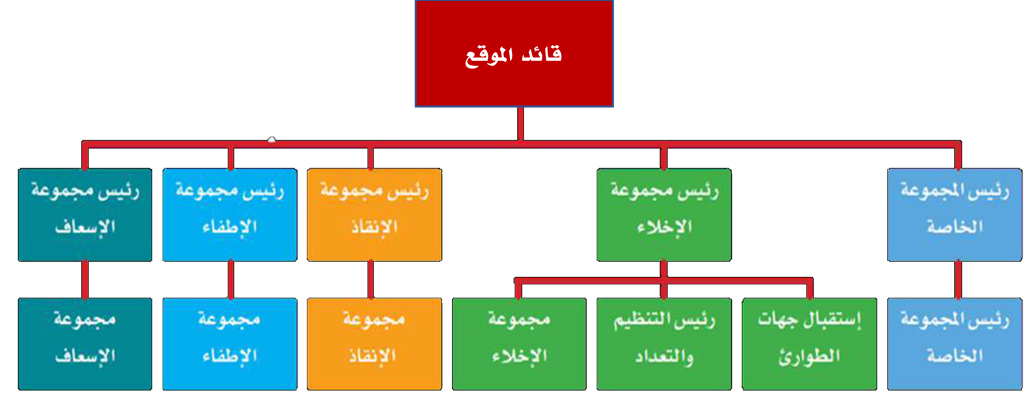 قائد الموقع
رئيس المجموعة
الخاصة
رئيس مجموعة
الإخلاء
رئيس مجموعة
الإنقاذ
رئيس مجموعة
الإطفاء
رئيس مجموعة
الإسعاف
رئيس المجموعة
الخاصة
إستقبال جهات
الطوارئ
رئيس التنظيم
والتعداد
مجموعة
الإخلاء
مجموعة
الإنقاذ
مجموعة
الإطفاء
مجموعة
الإسعاف